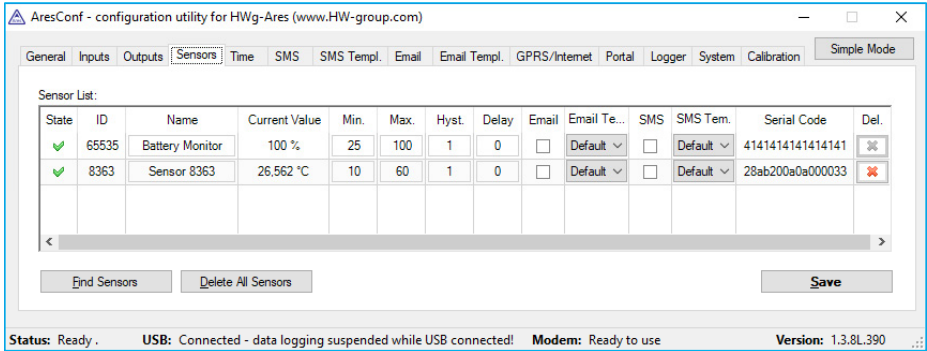 AresConf - configuration utility for HWg-Ares (www.HW-group.com)
General Inputs Outputs Sensors Time SMS SMS Templ. Email Email Templ. GPRS/Internet Portal Logger System Calibration Simple Mode
Sensor List:
State ID Name Current Value Min. Max. Hyst. Delay Email Email Te... SMS SMS Tem. Serial Code Del.
65535 Battery Monitor 100 % 25 100 1 0 Default Default 4141414141414141
8363 Sensor 8363 26,562 °C 10 60 1 0 Default Default 28ab200a0a000033
Find Sensors Delete All Sensors Save
Status: Ready . USB: Connected - data logging suspended while USB connected! Modem: Ready to use Version: 1.3.8L.390